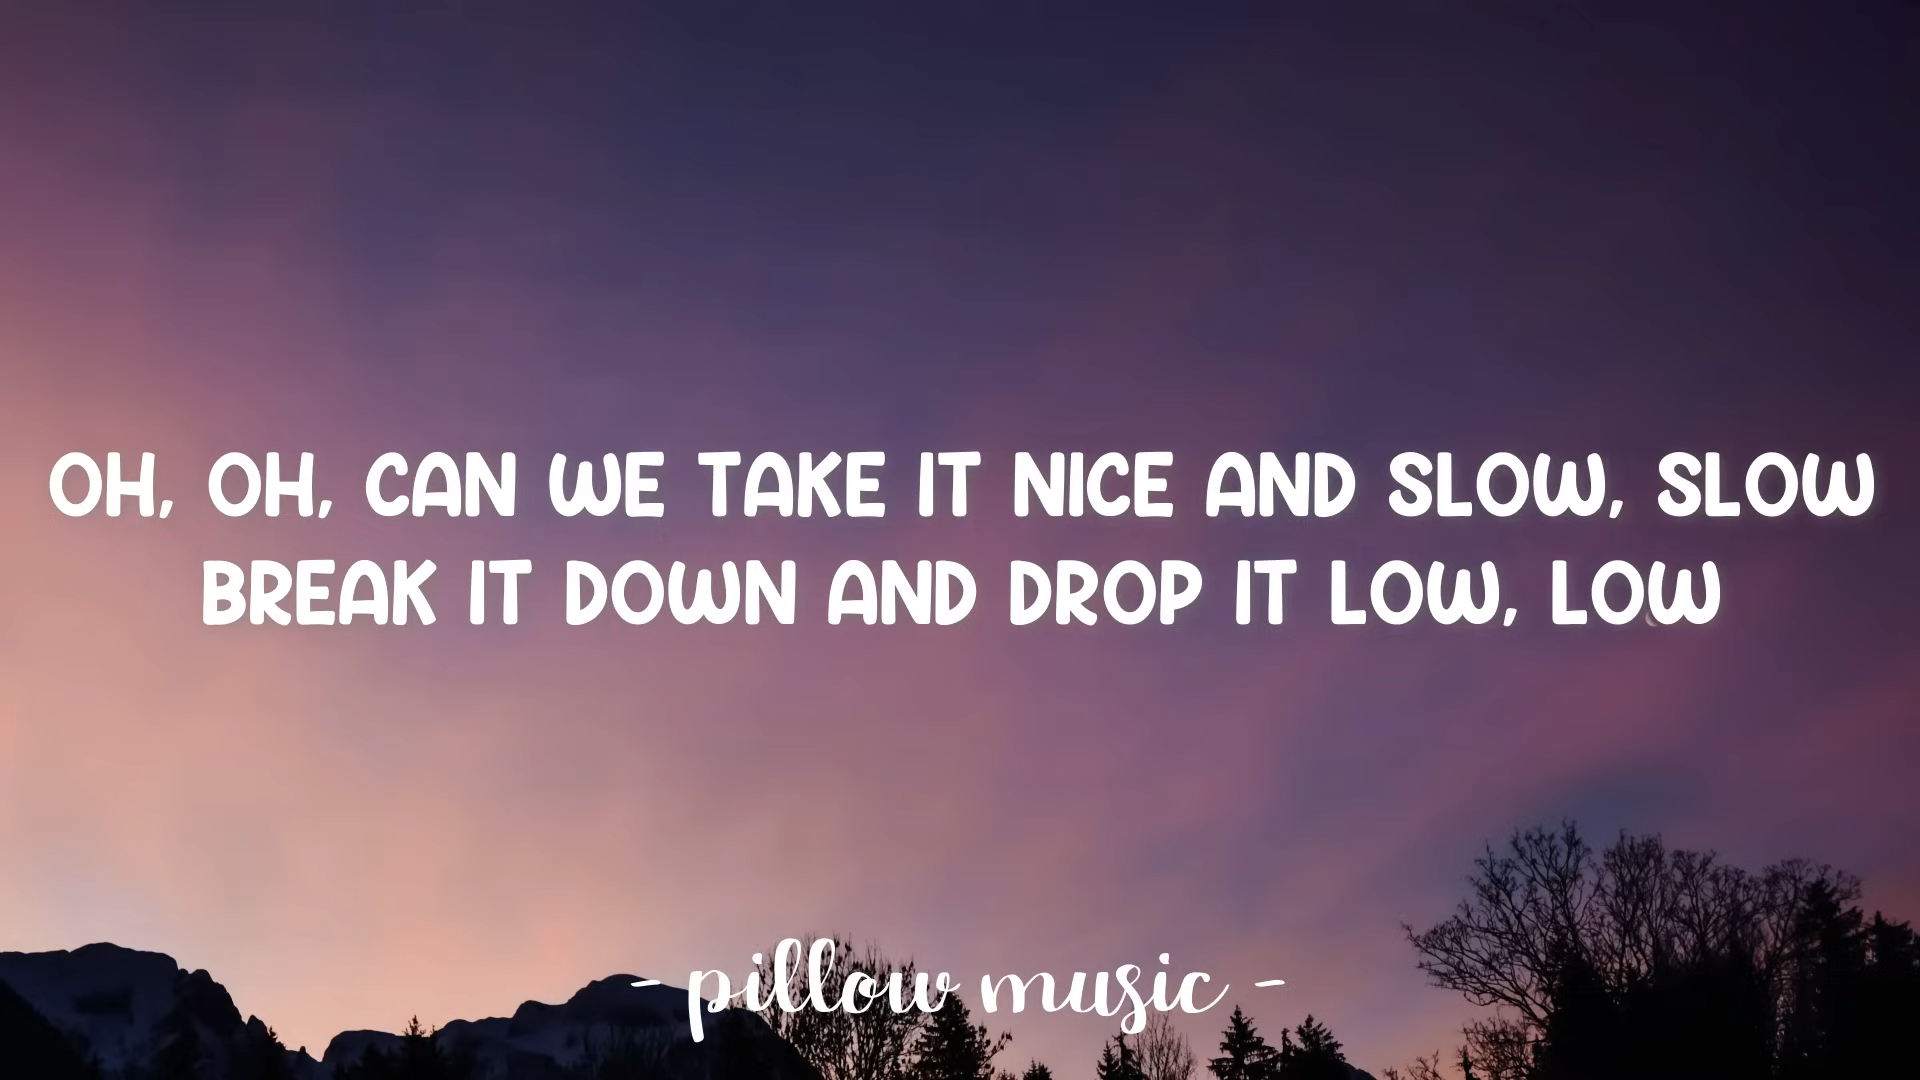 OH, OH, CAN WE TAKE IT NICE AND SLOW, SLOW
BREAK IT DOWN AND DROP IT LOW, LOW
- pillow music -